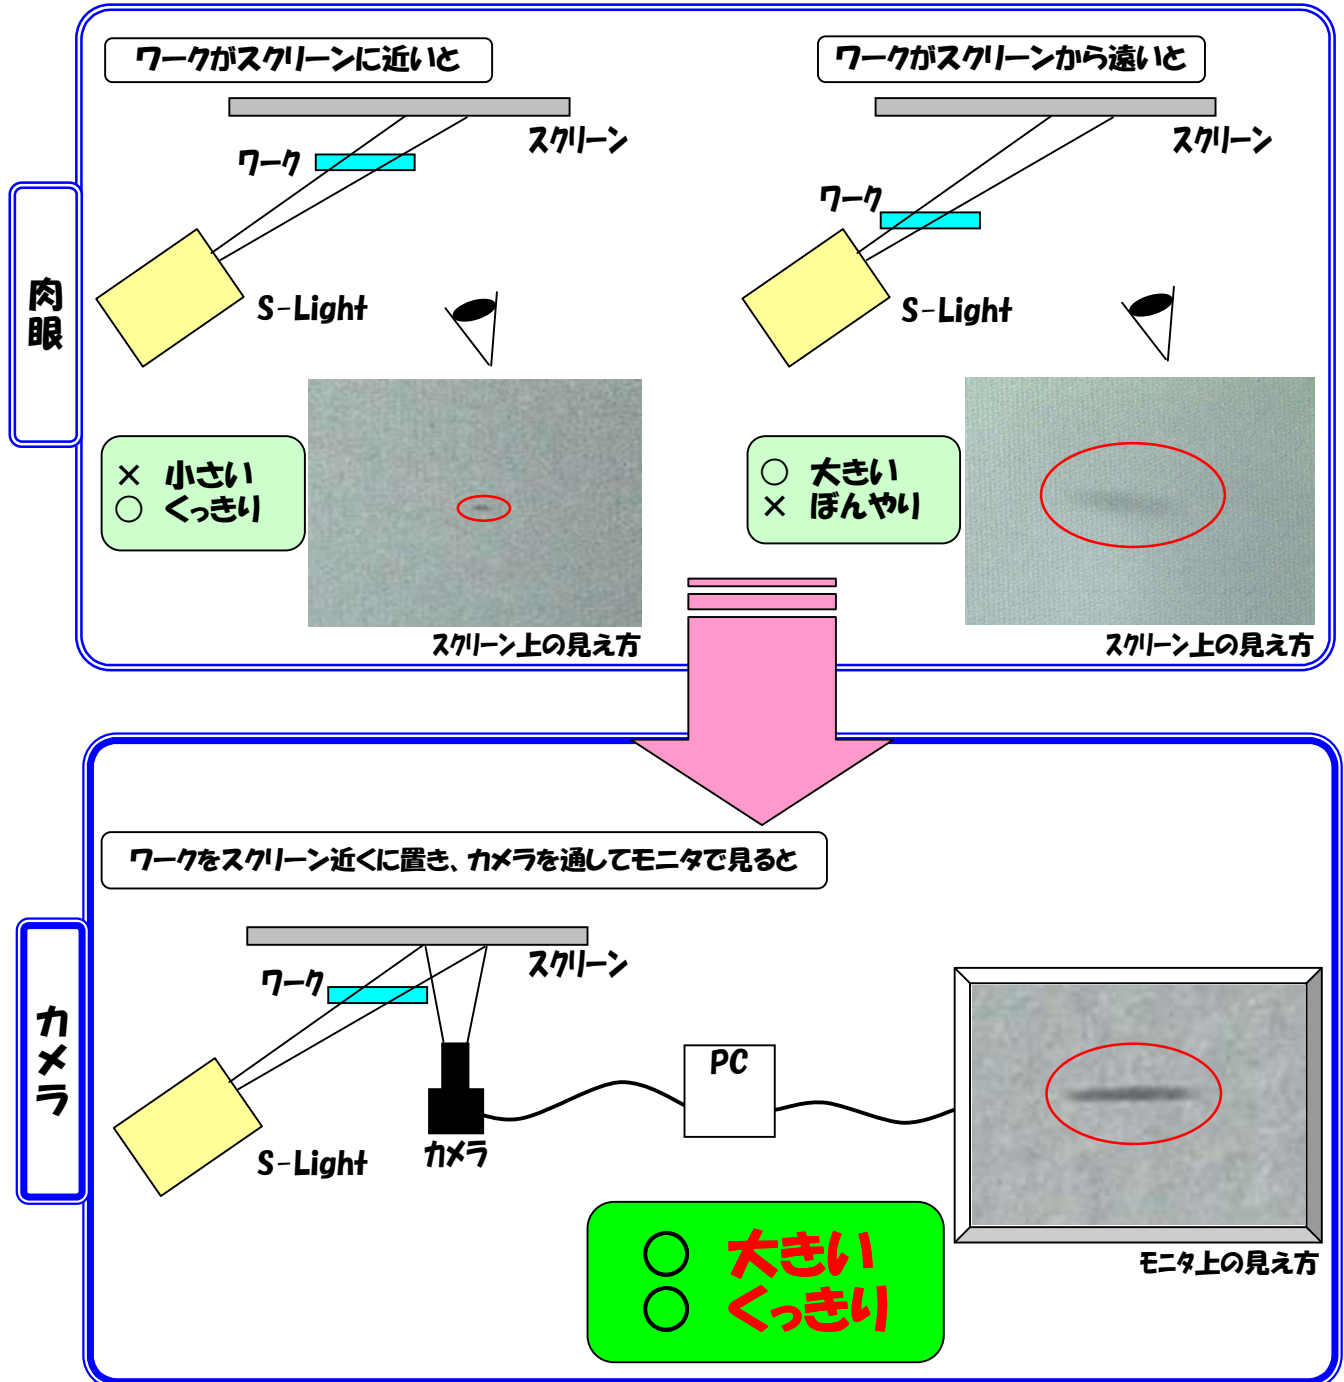 ワークがスクリーンに近いと
スクリーン
ワーク
S-Light
× 小さい
○ くっきり
スクリーン上の見え方
ワークがスクリーンから遠いと
スクリーン
ワーク
S-Light
○ 大きい
× ぼんやり
スクリーン上の見え方
肉眼
ワークをスクリーン近くに置き、カメラを通してモニタで見ると
スクリーン
ワーク
S-Light
カメラ
PC
モニタ上の見え方
○ 大きい
○ くっきり
カメラ